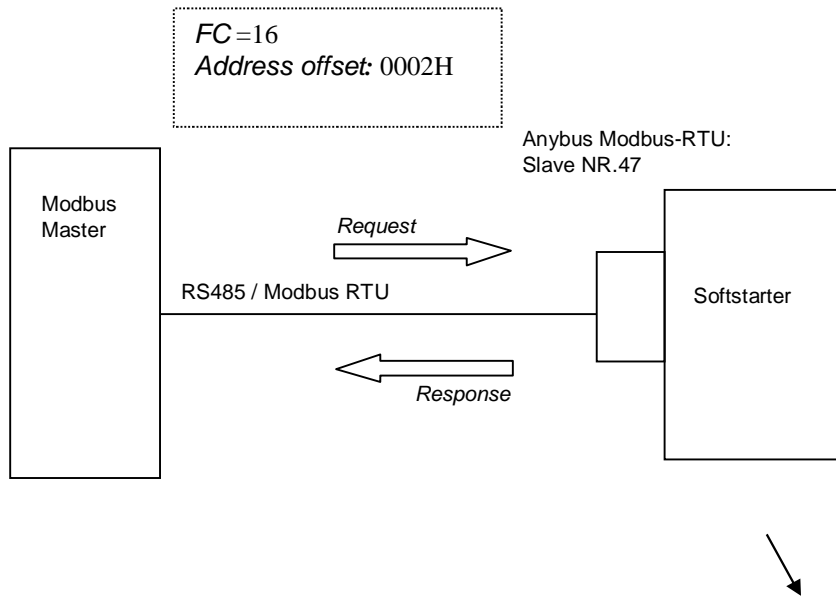 FC =16
Address offset: 0002H
Anybus Modbus-RTU:
Slave NR.47
Modbus
Master
Request
RS485 / Modbus RTU
Softstarter
Response